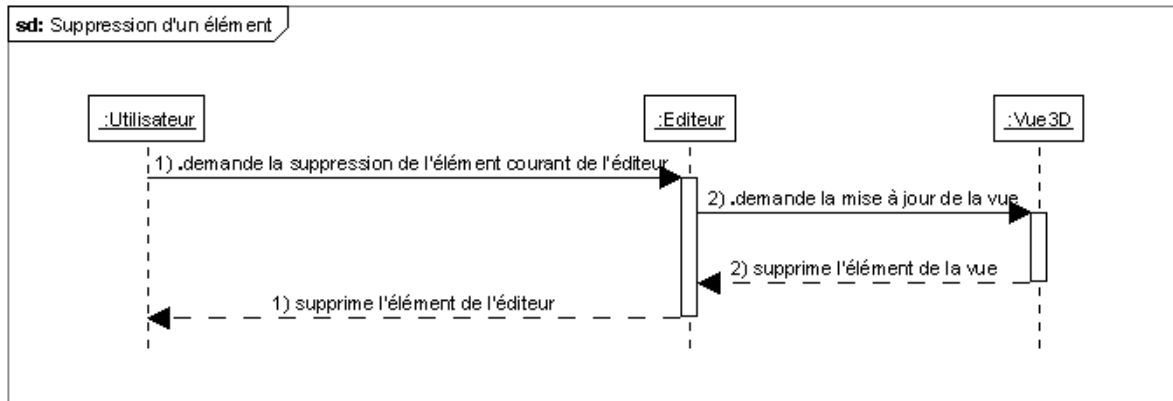 sd: Suppression d'un élément
:Utilisateur
:Editeur
:Vue3D
1) .demande la suppression de l'élément courant de l'éditeur
2) .demande la mise à jour de la vue
2) supprime l'élément de la vue
1) supprime l'élément de l'éditeur